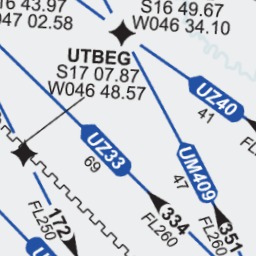 16 43.97
047 02.58
S16 49.67
W046 34.10
UTBEG
S17 07.87
W046 48.57
UZ40
41
UZ33
69
UM409
47
334
FL260
351
FL260
172
FL250